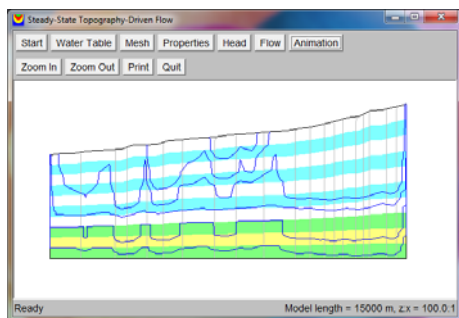 Steady-State Topography-Driven Flow
Start Water Table Mesh Properties Head Flow Animation
Zoom In Zoom Out Print Quit
Ready Model length = 15000 m, z:x = 100.0:1